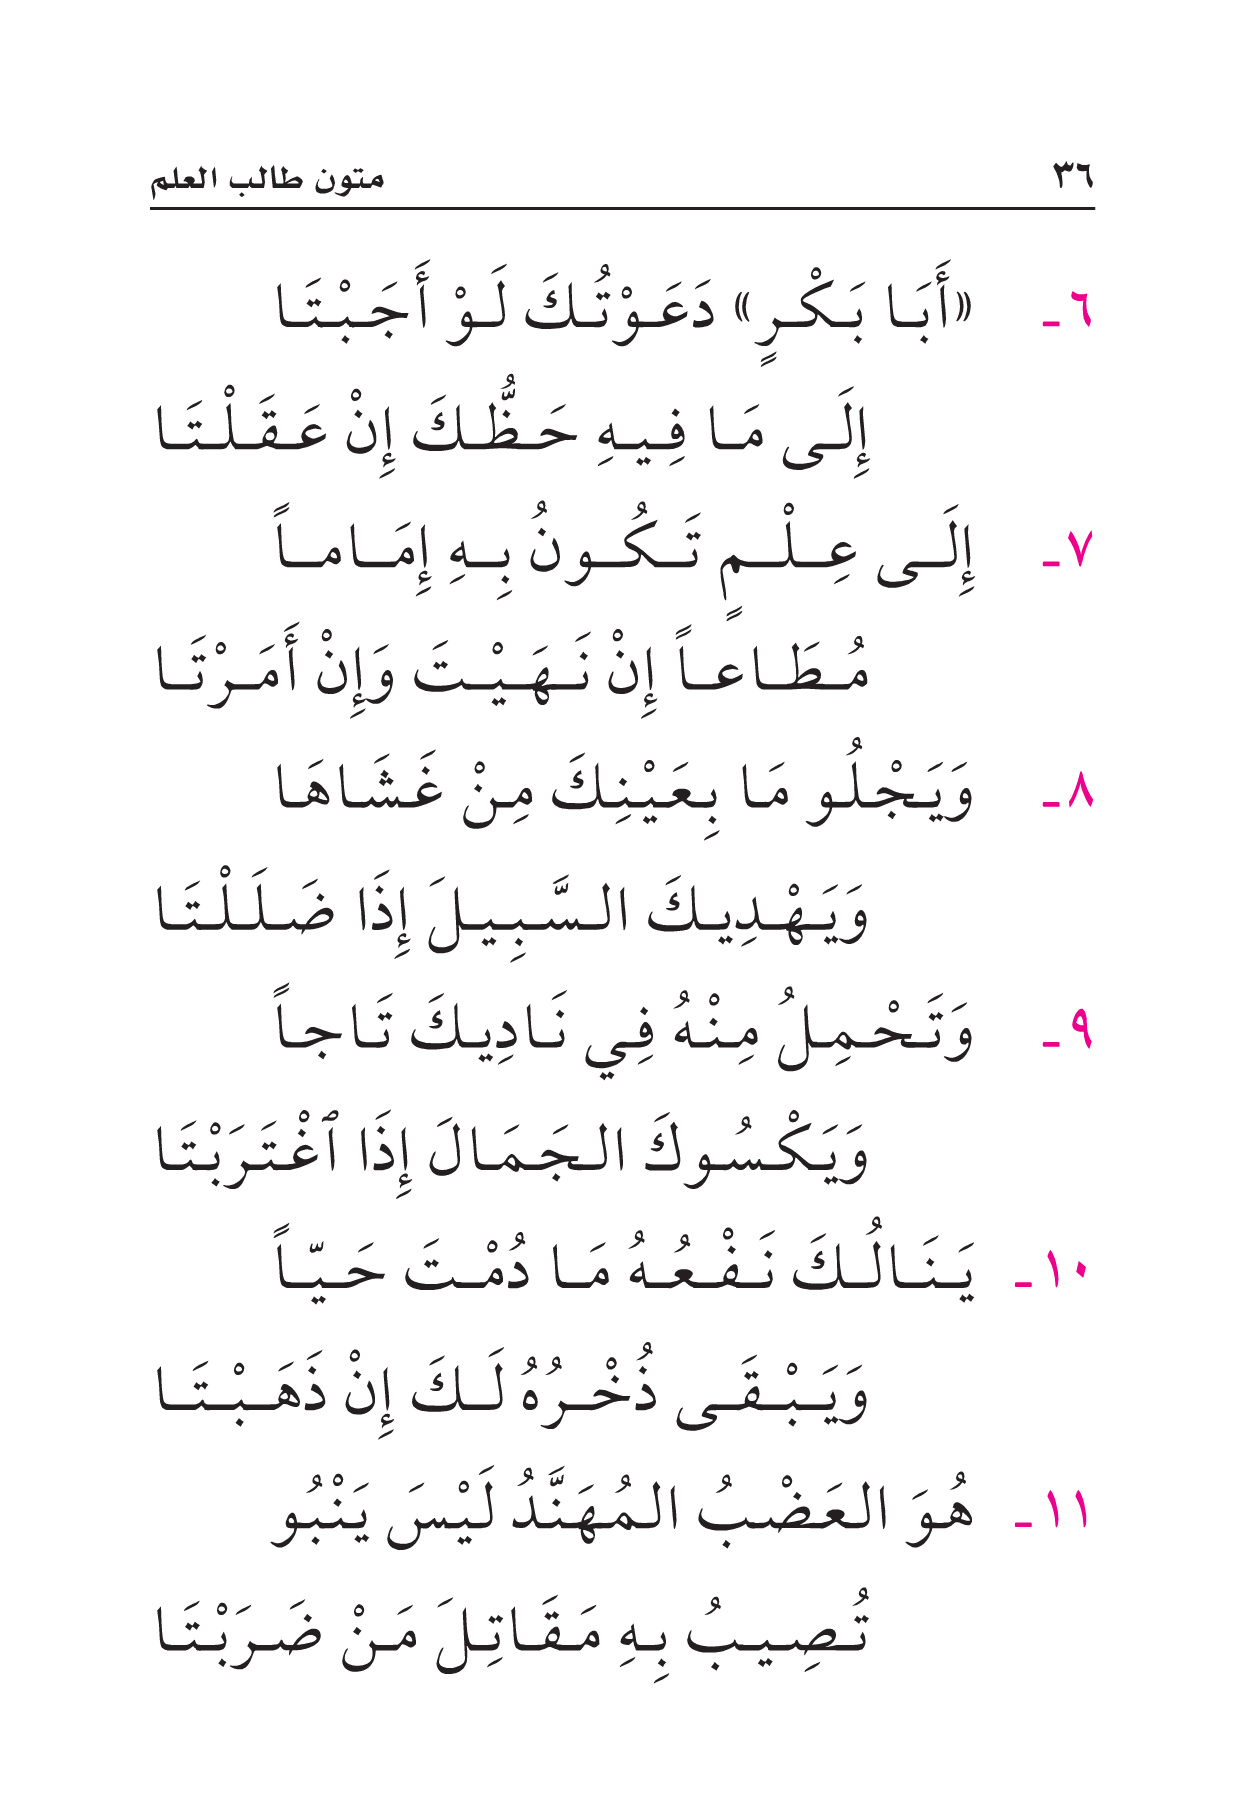 ٣٦ متون طالب العلم
٦ـ «أَبَا بَكْرٍ» دَعَوْتُكَ لَوْ أَجَبْتَا
إِلَى مَا فِيهِ حَظُّكَ إِنْ عَقَلْتَا
٧ـ إِلَى عِلْمٍ تَكُونُ بِهِ إِمَاماً
مُطَاعاً إِنْ نَهَيْتَ وَإِنْ أَمَرْتَا
٨ـ وَيَجْلُو مَا بِعَيْنِكَ مِنْ غَشَاهَا
وَيَهْدِيكَ السَّبِيلَ إِذَا ضَلَلْتَا
٩ـ وَتَحْمِلُ مِنْهُ فِي نَادِيكَ تَاجاً
وَيَكْسُوكَ الجَمَالَ إِذَا ٱغْتَرَبْتَا
١٠ـ يَنَالُكَ نَفْعُهُ مَا دُمْتَ حَيّاً
وَيَبْقَى ذُخْرُهُ لَكَ إِنْ ذَهَبْتَا
١١ـ هُوَ العَضْبُ المُهَنَّدُ لَيْسَ يَنْبُو
تُصِيبُ بِهِ مَقَاتِلَ مَنْ ضَرَبْتَا